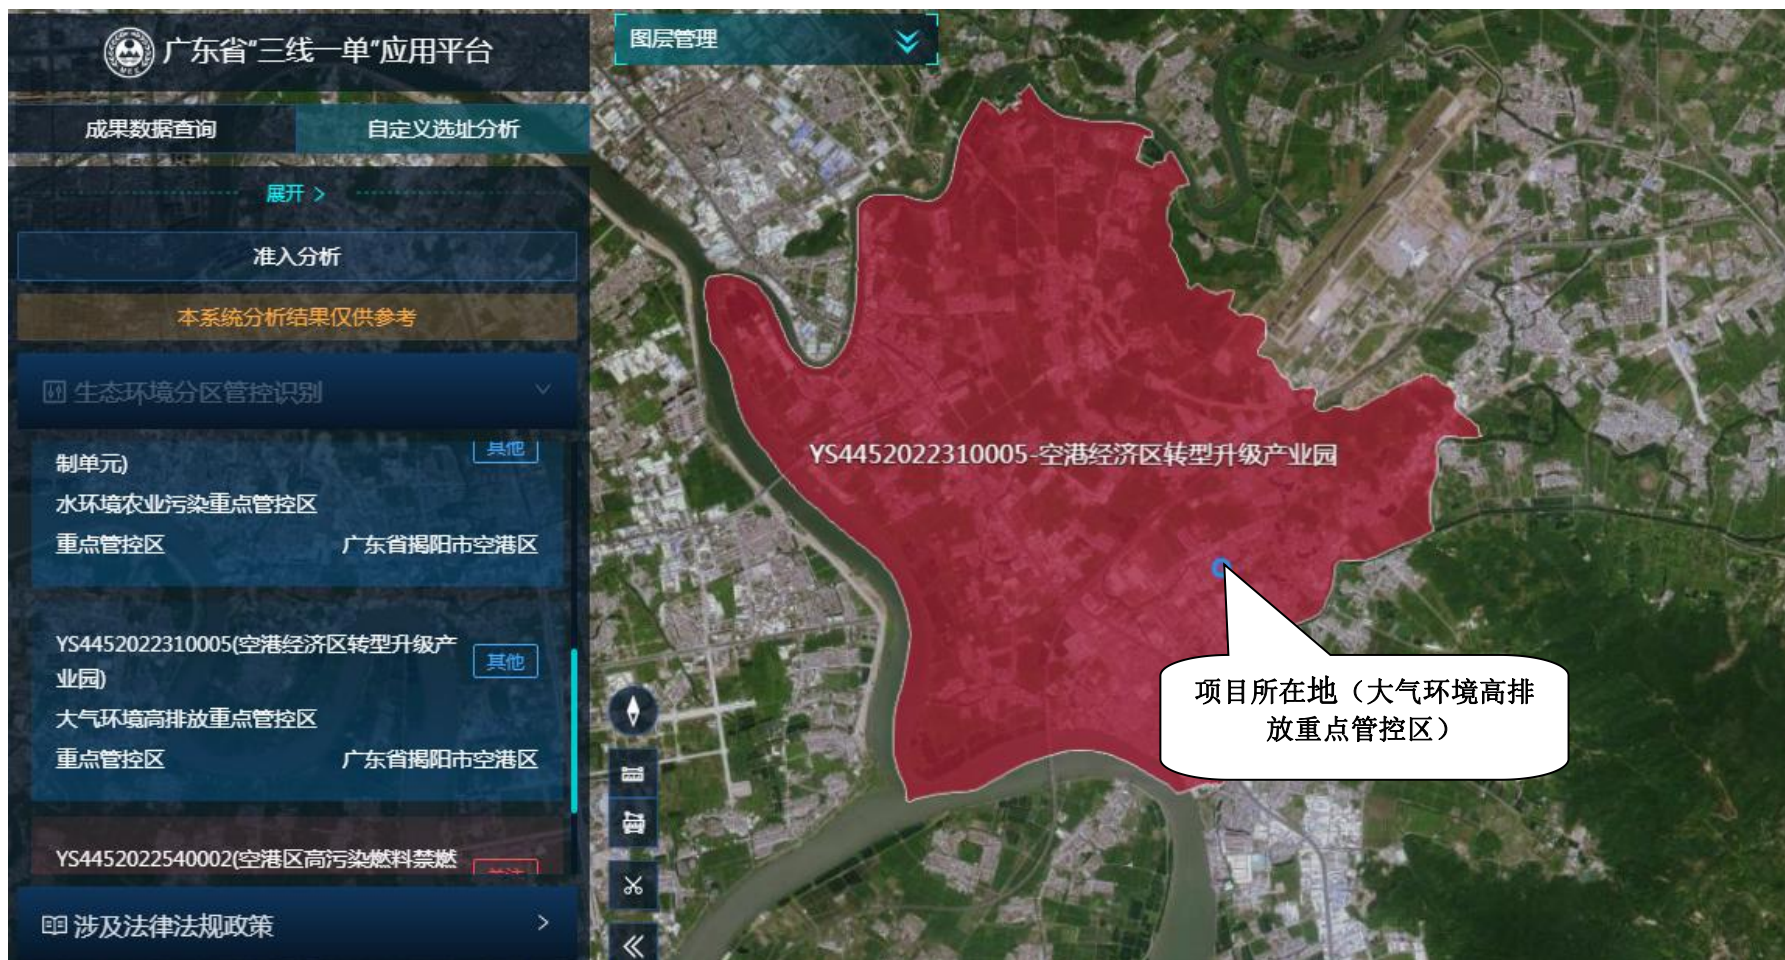 广东省"三线一单"应用平台
图层管理
成果数据查询
自定义选址分析
展开 >
准入分析
本系统分析结果仅供参考
生态环境分区管控识别
制单元)
其他
水环境农业污染重点管控区
重点管控区
广东省揭阳市空港区
YS4452022310005(空港经济区转型升级产
业园)
其他
大气环境高排放重点管控区
重点管控区
广东省揭阳市空港区
YS4452022540002(空港区高污染燃料禁燃
涉及法律法规政策
YS4452022310005-空港经济区转型升级产业园
项目所在地（大气环境高排
放重点管控区）